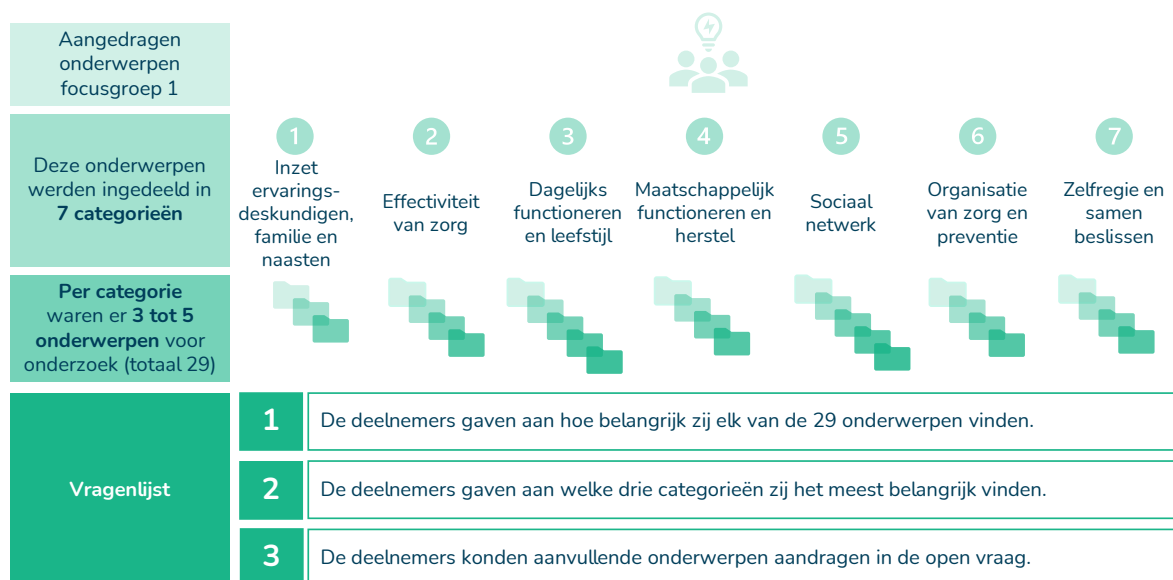 Aangedragen
onderwerpen
focusgroep 1
Deze onderwerpen
werden ingedeeld in
7 categorieën
1
Inzet
ervarings-
deskundigen,
familie en
naasten
2
Effectiviteit
van zorg
3
Dagelijks
functioneren
en leefstijl
4
Maatschappelijk
functioneren en
herstel
5
Sociaal
netwerk
6
Organisatie
van zorg en
preventie
7
Zelfregie en
samen
beslissen
Per categorie
waren er 3 tot 5
onderwerpen voor
onderzoek (totaal 29)
Vragenlijst
1
De deelnemers gaven aan hoe belangrijk zij elk van de 29 onderwerpen vinden.
2
De deelnemers gaven aan welke drie categorieën zij het meest belangrijk vinden.
3
De deelnemers konden aanvullende onderwerpen aandragen in de open vraag.